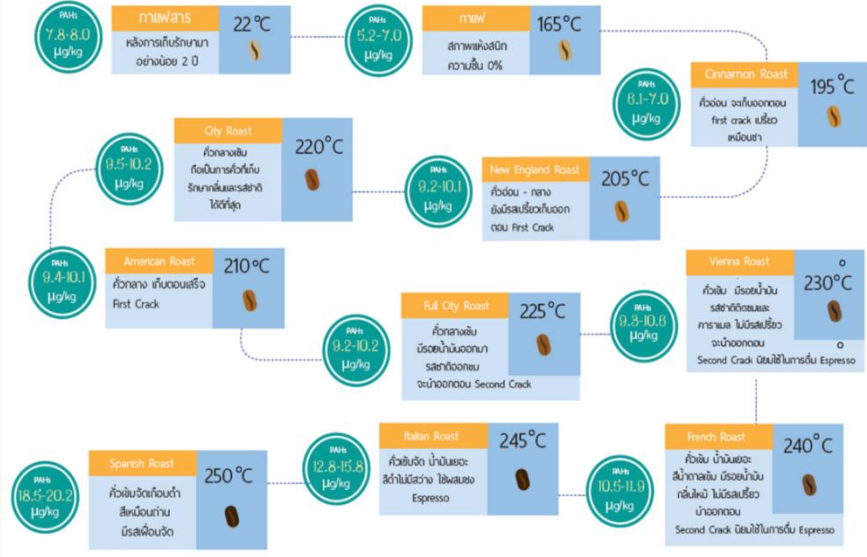 PAHs
7.8-8.0
µg/kg
กาแฟสาร
22 °C
หลังการเก็บรักษามา
อย่างน้อย 2 ปี
PAHs
5.2-7.0
µg/kg
กาแฟ
165°C
สภาพแห้งสนิท
ความชื้น 0%
PAHs
6.1-7.0
µg/kg
Cinnamon Roast
195 °C
คั่วอ่อน จะเก็บออกตอน
first crack เปรี้ยว
เหมือนชา
PAHs
9.2-10.1
µg/kg
New England Roast
205°C
คั่วอ่อน - กลาง
ยังมีรสเปรี้ยวเก็บออก
ตอน First Crack
PAHs
9.5-10.2
µg/kg
City Roast
220°C
คั่วกลางเข้ม
ถือเป็นการคั่วที่เก็บ
รักษากลิ่นและรสชาติ
ได้ดีที่สุด
PAHs
9.4-10.1
µg/kg
American Roast
210 °C
คั่วกลาง เก็บตอนเสร็จ
First Crack
PAHs
9.2-10.2
µg/kg
Full City Roast
225°C
คั่วกลางเข้ม
มีรอยน้ำมันออกมา
รสชาติออกขม
จะนำออกตอน Second Crack
PAHs
9.3-10.6
µg/kg
Vienna Roast
230°C
คั่วเข้ม มีรอยน้ำมัน
รสชาติติดขมและ
คาราเมล ไม่มีรสเปรี้ยว
จะนำออกตอน
Second Crack นิยมใช้ในการดื่ม Espresso
PAHs
10.5-11.9
µg/kg
French Roast
240°C
คั่วเข้ม น้ำมันเยอะ
สีน้ำตาลเข้ม มีรอยน้ำมัน
กลิ่นไหม้ ไม่มีรสเปรี้ยว
นำออกตอน
Second Crack นิยมใช้ในการดื่ม Espresso
PAHs
12.8-15.8
µg/kg
Italian Roast
245°C
คั่วเข้มจัด น้ำมันเยอะ
สีดำไม่มีสว่าง ใช้ผสมชง
Espresso
PAHs
18.5-20.2
µg/kg
Spanish Roast
250 °C
คั่วเข้มจัดเกือบดำ
สีเหมือนถ่าน
มีรสเฝื่อนจัด